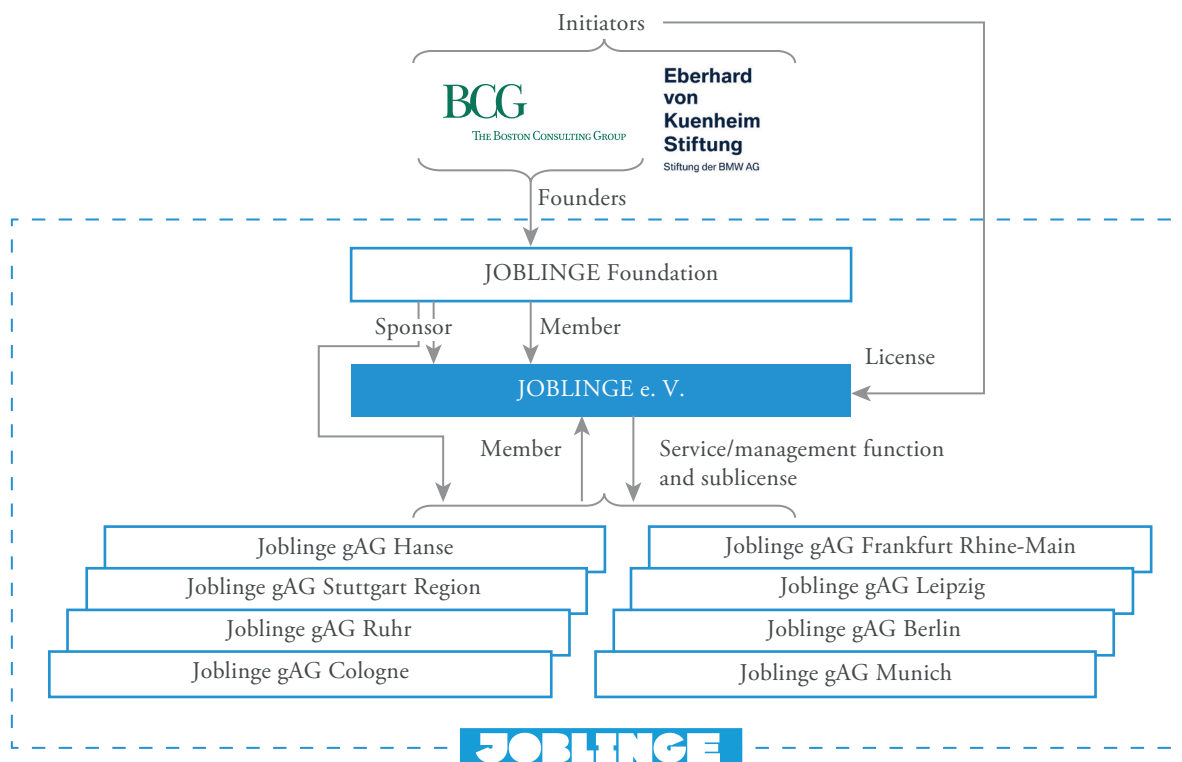 Initiators
BCG
THE BOSTON CONSULTING GROUP
Eberhard
von
Kuenheim
Stiftung
Stiftung der BMW AG
Founders
JOBLINGE Foundation
Sponsor
Member
License
JOBLINGE e. V.
Member
Service/management function
and sublicense
Joblinge gAG Hanse
Joblinge gAG Stuttgart Region
Joblinge gAG Ruhr
Joblinge gAG Cologne
Joblinge gAG Frankfurt Rhine-Main
Joblinge gAG Leipzig
Joblinge gAG Berlin
Joblinge gAG Munich
JOBLINGE